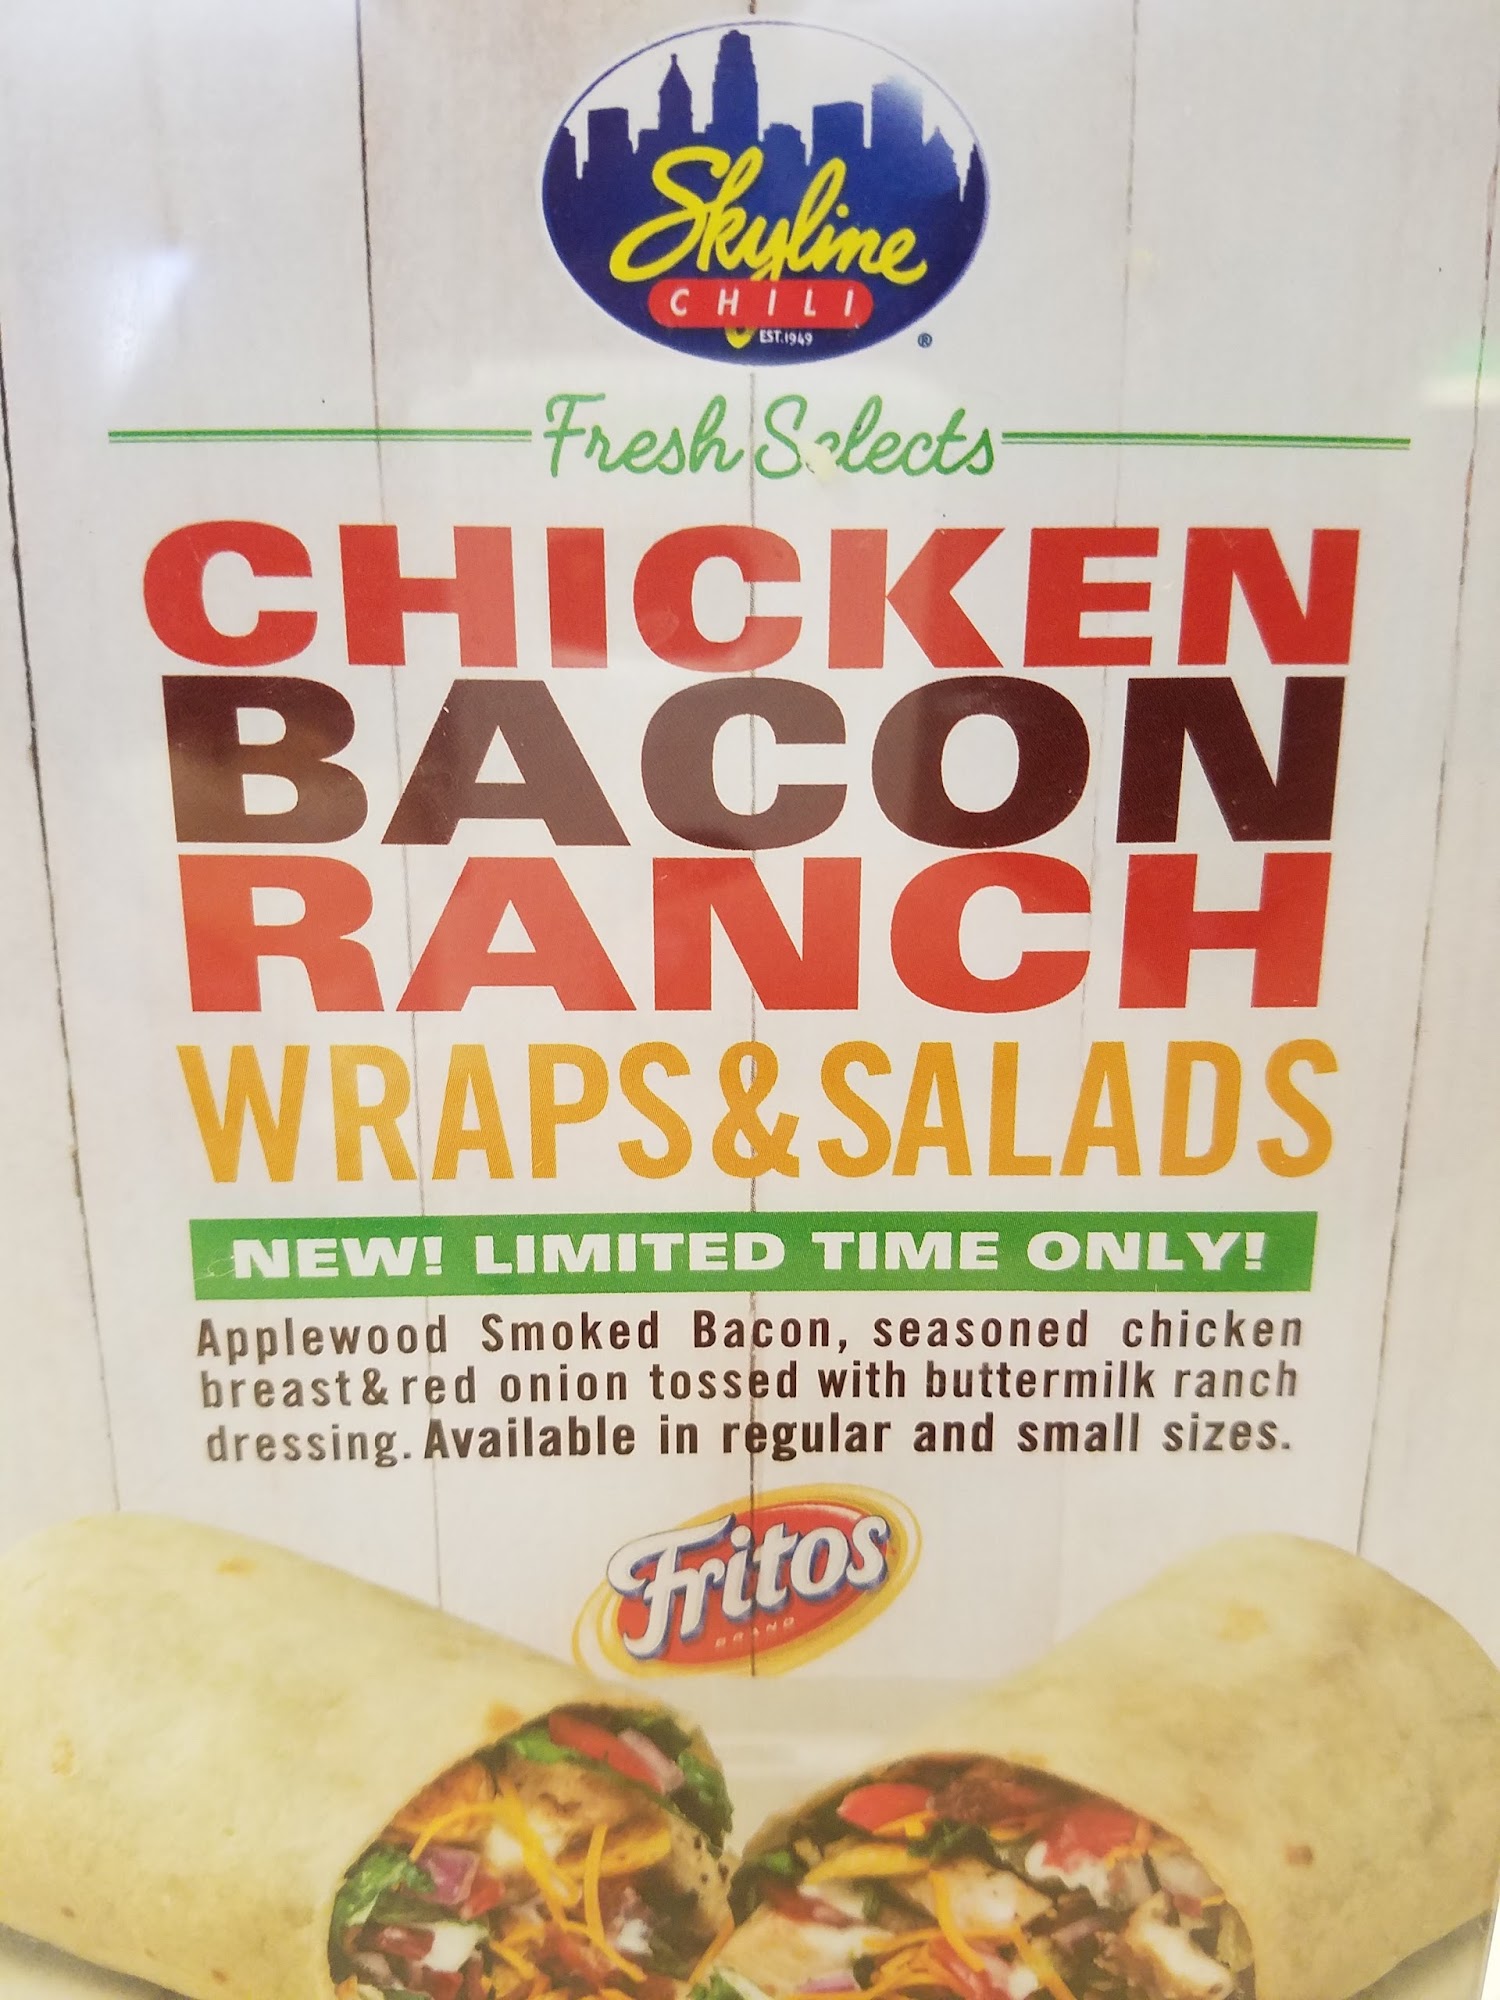 Skyline
CHILI
EST.1949
®
Fresh Selects
CHICKEN
BACON
RANCH
WRAPS&SALADS
NEW! LIMITED TIME ONLY!
Applewood Smoked Bacon, seasoned chicken
breast & red onion tossed with buttermilk ranch
dressing. Available in regular and small sizes.
Fritos
BRAND